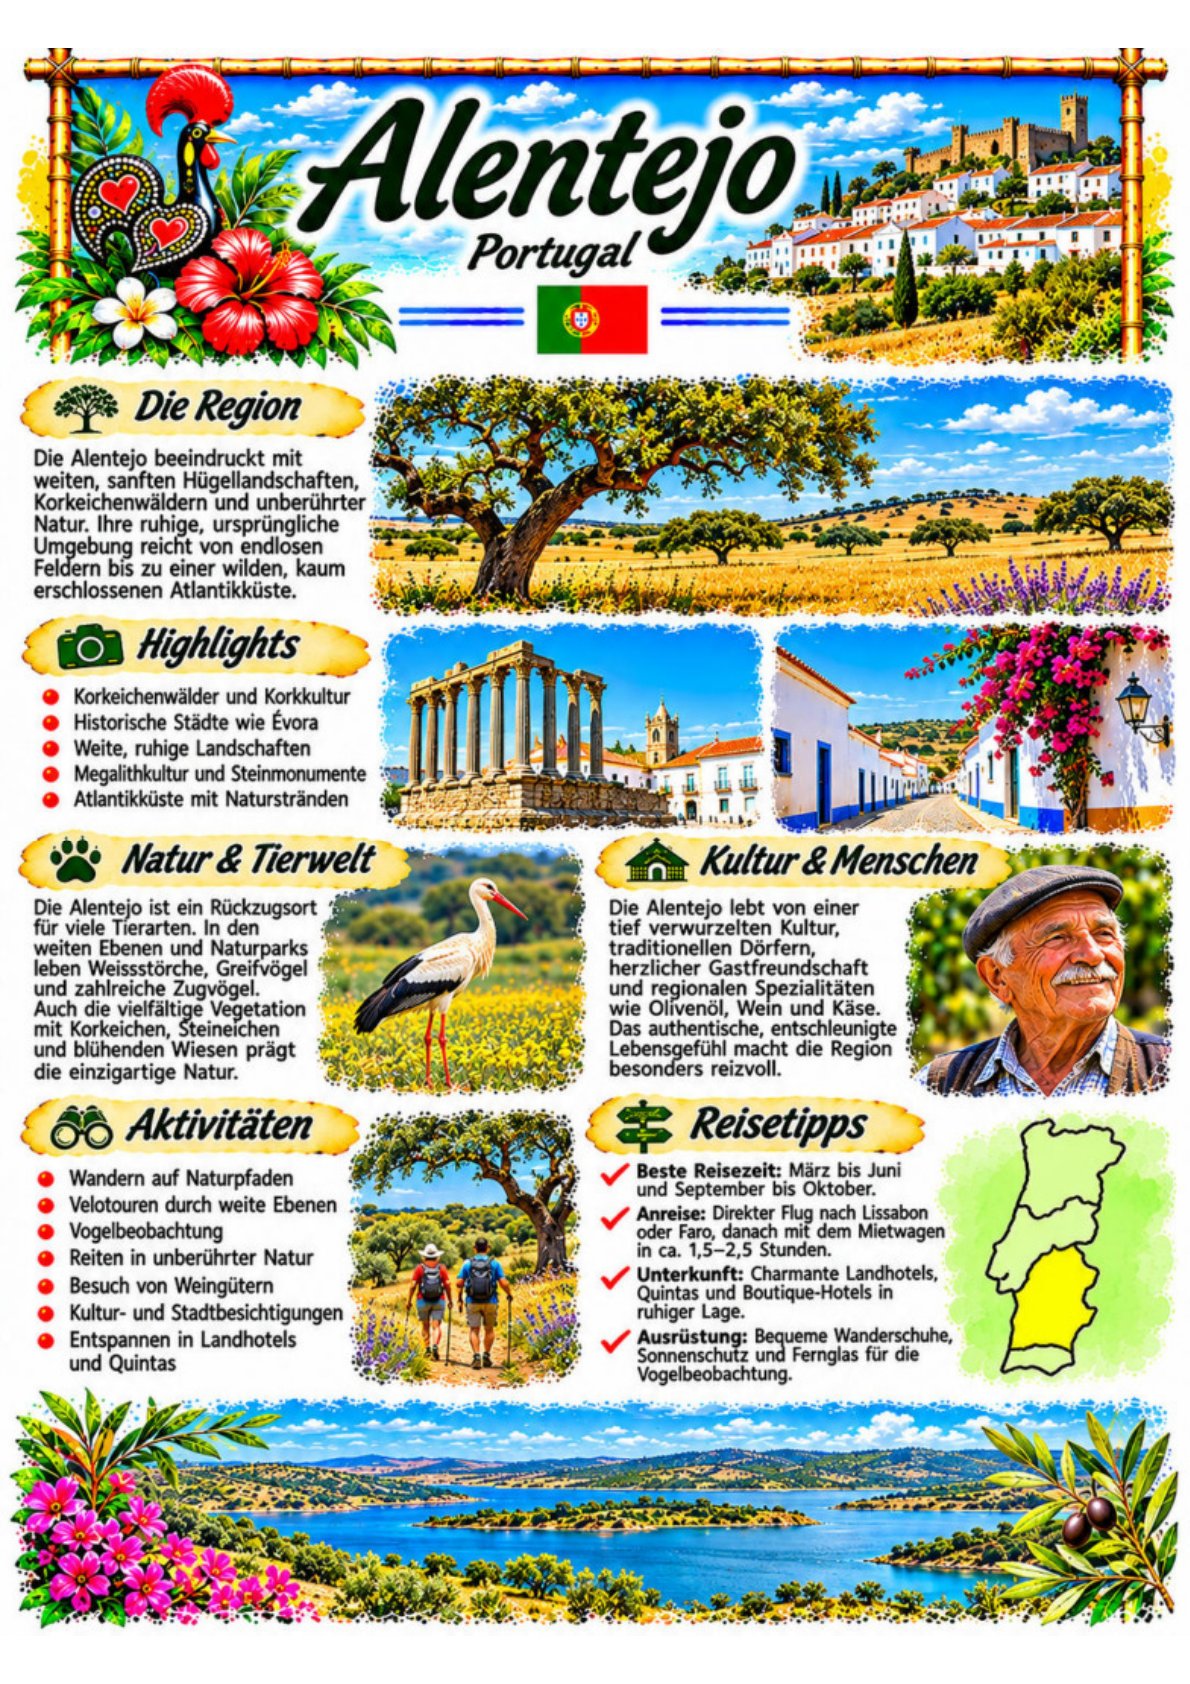 Alentejo
Portugal
Die Region
Die Alentejo beeindruckt mit
weiten, sanften Hügellandschaften,
Korkeichenwäldern und unberührter
Natur. Ihre ruhige, ursprüngliche
Umgebung reicht von endlosen
Feldern bis zu einer wilden, kaum
erschlossenen Atlantikküste.
Highlights
Korkeichenwälder und Korkkultur
Historische Städte wie Évora
Weite, ruhige Landschaften
Megalithkultur und Steinmonumente
Atlantikküste mit Naturstränden
Natur & Tierwelt
Die Alentejo ist ein Rückzugsort
für viele Tierarten. In den
weiten Ebenen und Naturparks
leben Weissstörche, Greifvögel
und zahlreiche Zugvögel.
Auch die vielfältige Vegetation
mit Korkeichen, Steineichen
und blühenden Wiesen prägt
die einzigartige Natur.
Kultur & Menschen
Die Alentejo lebt von einer
tief verwurzelten Kultur,
traditionellen Dörfern,
herzlicher Gastfreundschaft
und regionalen Spezialitäten
wie Olivenöl, Wein und Käse.
Das authentische, entschleunigte
Lebensgefühl macht die Region
besonders reizvoll.
Aktivitäten
Wandern auf Naturpfaden
Velotouren durch weite Ebenen
Vogelbeobachtung
Reiten in unberührter Natur
Besuch von Weingütern
Kultur- und Stadtbesichtigungen
Entspannen in Landhotels
und Quintas
Reisetipps
Beste Reisezeit: März bis Juni
und September bis Oktober.
Anreise: Direkter Flug nach Lissabon
oder Faro, danach mit dem Mietwagen
in ca. 1,5–2,5 Stunden.
Unterkunft: Charmante Landhotels,
Quintas und Boutique-Hotels in
ruhiger Lage.
Ausrüstung: Bequeme Wanderschuhe,
Sonnenschutz und Fernglas für die
Vogelbeobachtung.